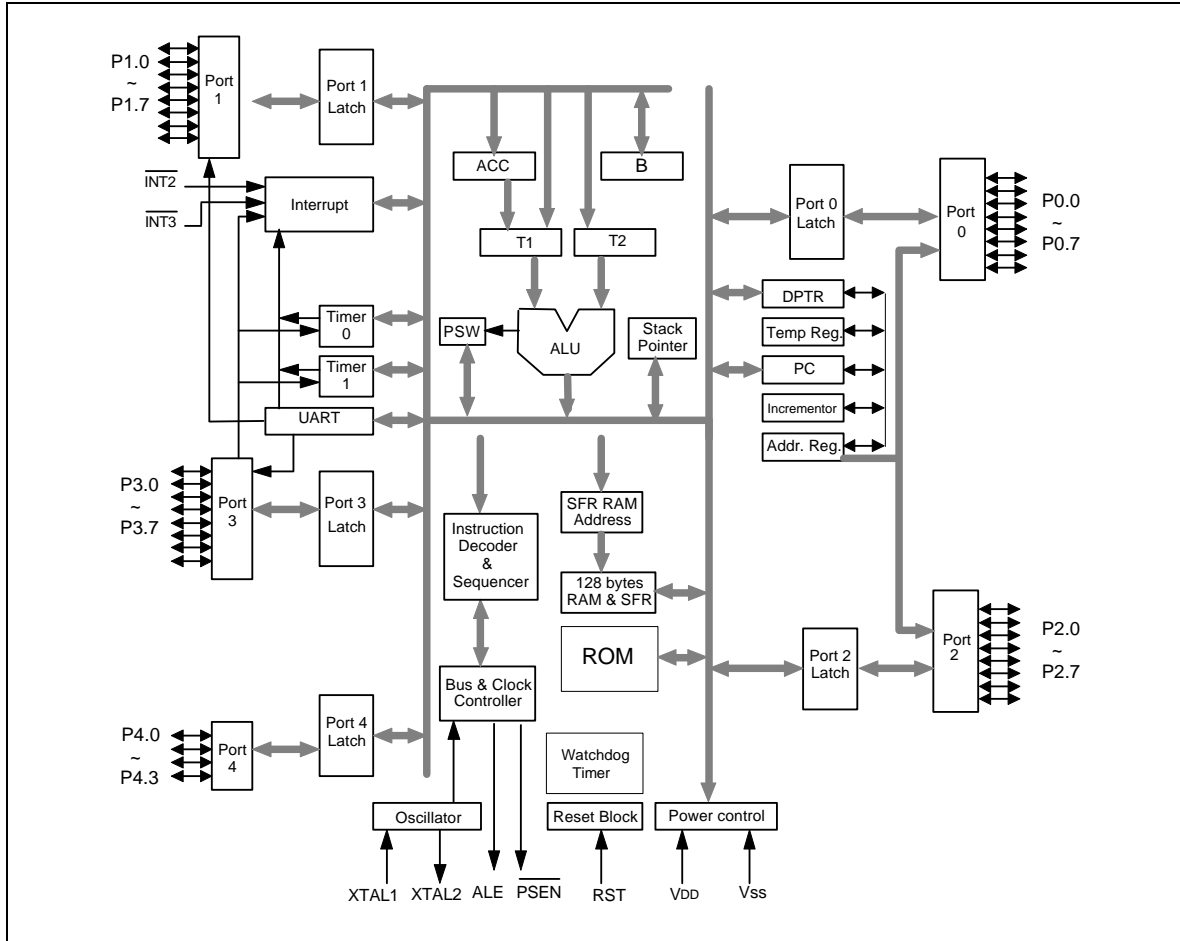 P1.0
~
P1.7
Port
1
Port 1
Latch
INT2
INT3
Interrupt
ACC
B
T1
T2
Timer
0
Timer
1
UART
PSW
ALU
Stack
Pointer
Port 0
Latch
Port
0
P0.0
~
P0.7
DPTR
Temp Reg.
PC
Incrementor
Addr. Reg.
P3.0
~
P3.7
Port
3
Port 3
Latch
Instruction
Decoder
&
Sequencer
SFR RAM
Address
128 bytes
RAM & SFR
ROM
Bus & Clock
Controller
Port 2
Latch
Port
2
P2.0
~
P2.7
P4.0
~
P4.3
Port
4
Port 4
Latch
Watchdog
Timer
Oscillator
Reset Block
Power control
XTAL1
XTAL2
ALE
PSEN
RST
VDD
Vss